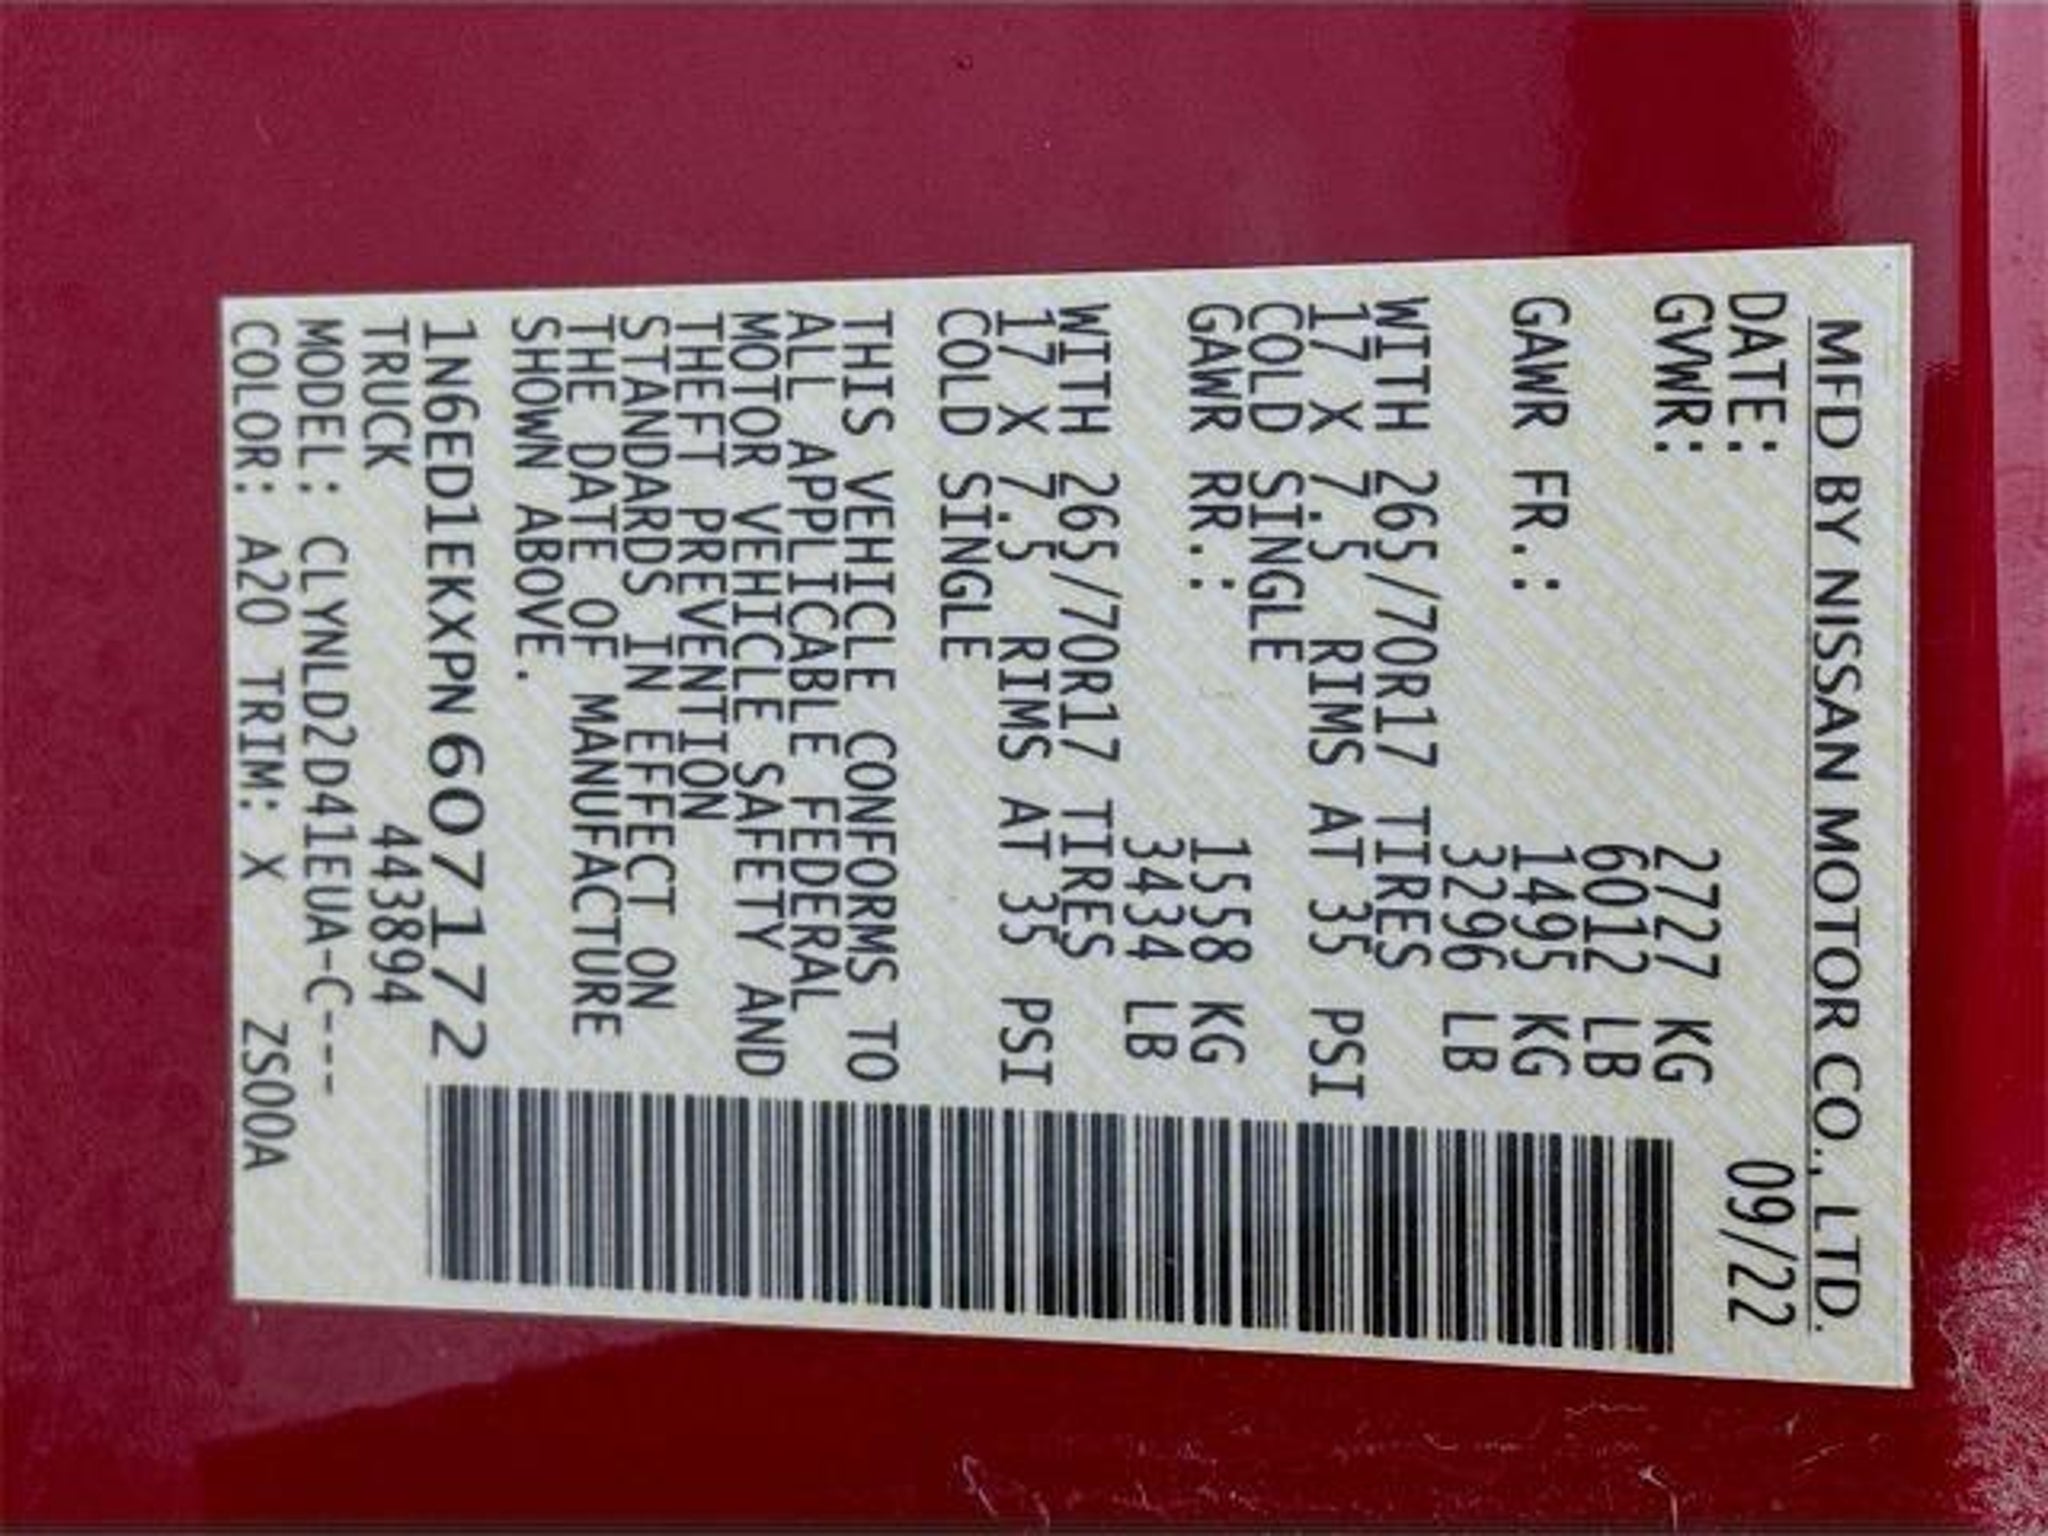 MFD BY NISSAN MOTOR CO., LTD.
DATE: 09/22
GVWR: 2727 KG
6012 LB
GAWR FR.: 1495 KG
3296 LB
WITH 265/70R17 TIRES
17 X 7.5 RIMS AT 35 PSI
COLD SINGLE
GAWR RR.: 1558 KG
3434 LB
WITH 265/70R17 TIRES
17 X 7.5 RIMS AT 35 PSI
COLD SINGLE
THIS VEHICLE CONFORMS TO
ALL APPLICABLE FEDERAL
MOTOR VEHICLE SAFETY AND
THEFT PREVENTION
STANDARDS IN EFFECT ON
THE DATE OF MANUFACTURE
SHOWN ABOVE.
1N6ED1EKXPN607172
TRUCK 443894
MODEL: CLYNLD2D41EUA-C---
COLOR: A20 TRIM: X ZS00A